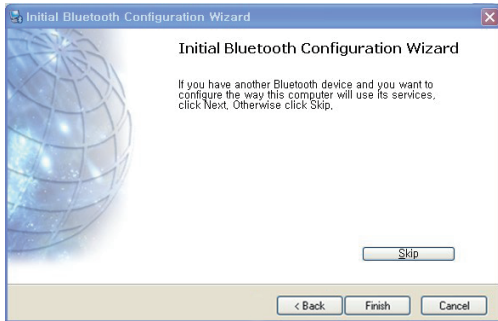 Initial Bluetooth Configuration Wizard
Initial Bluetooth Configuration Wizard
If you have another Bluetooth device and you want to
configure the way this computer will use its services,
click Next, Otherwise click Skip,
Skip
< Back Finish Cancel